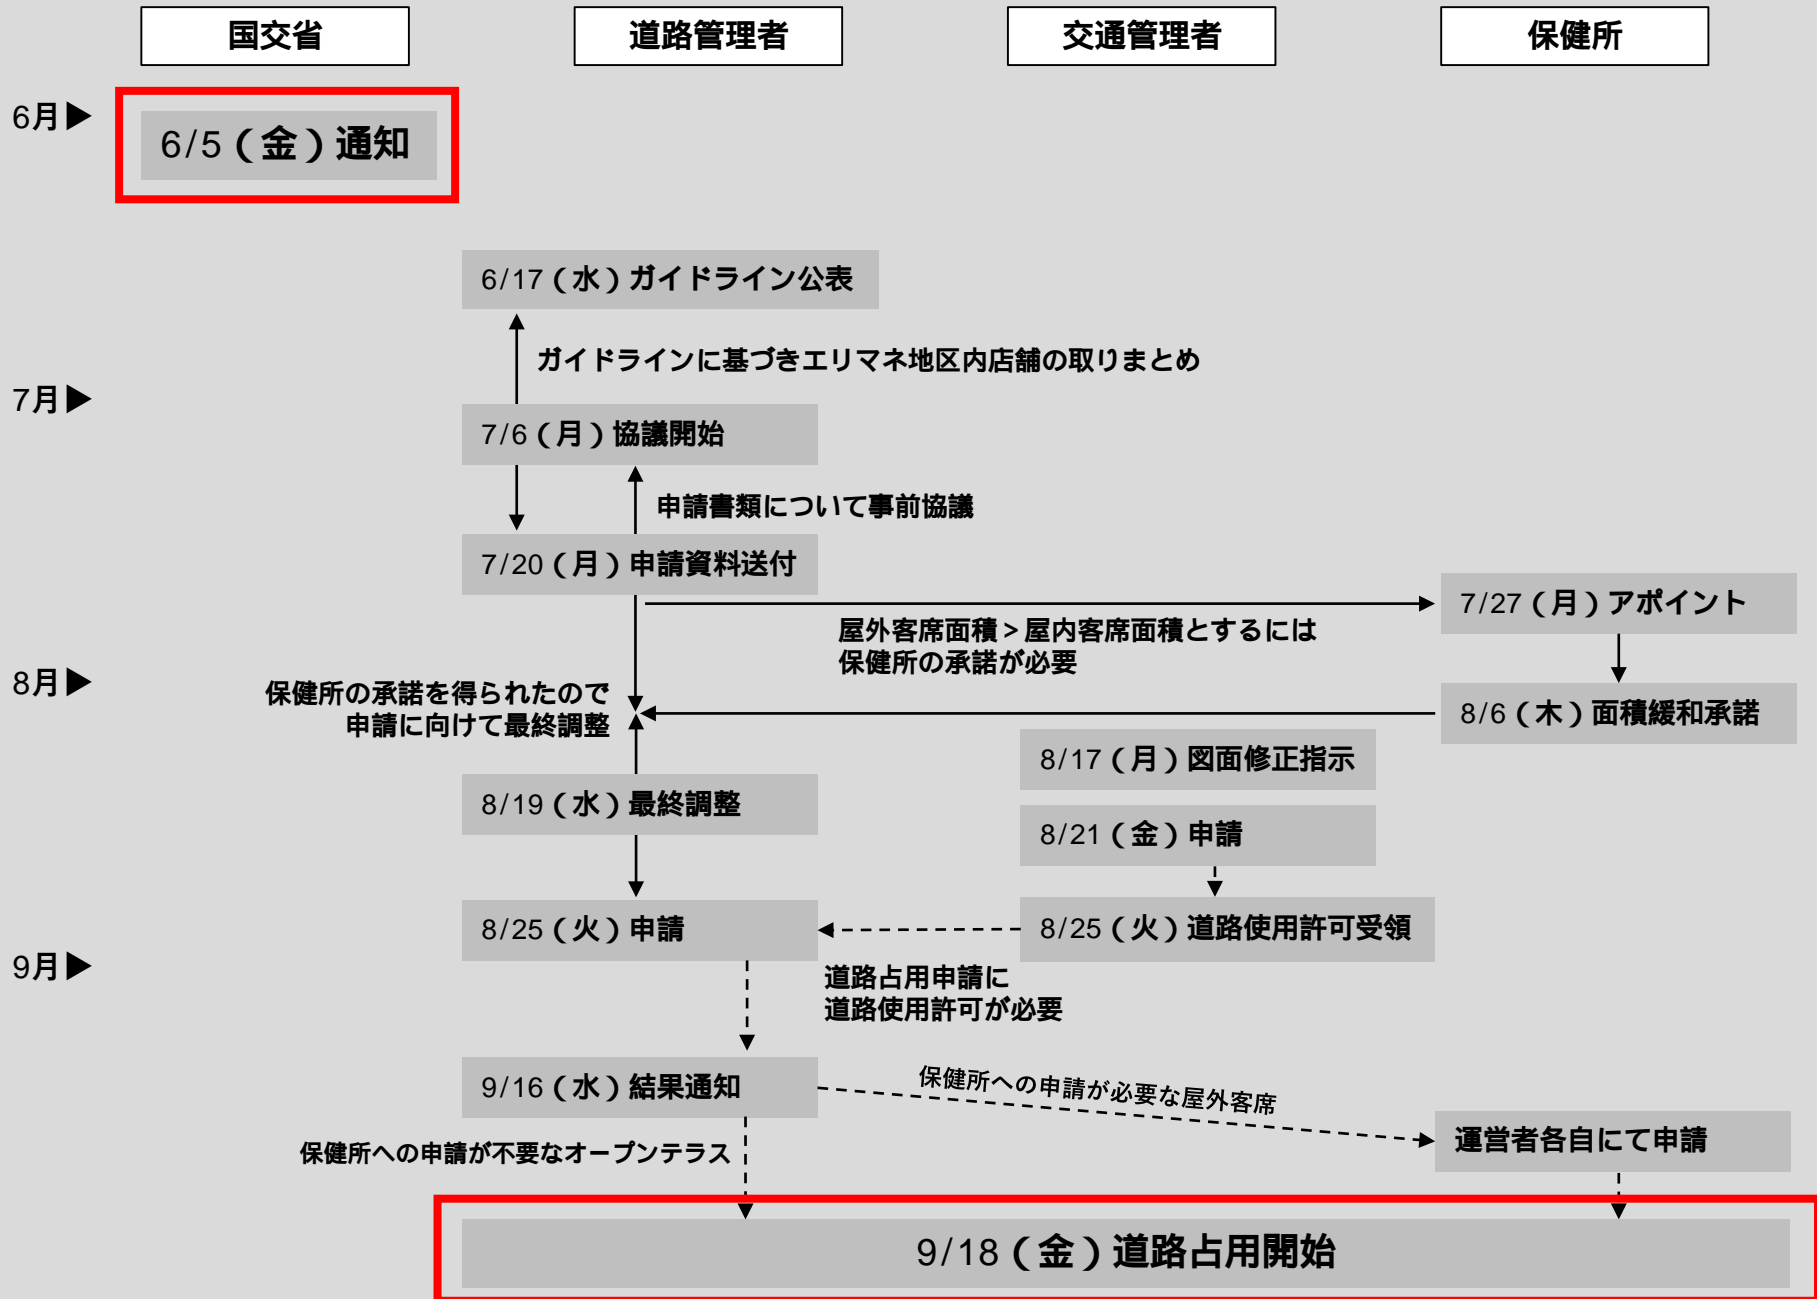 国交省
道路管理者
交通管理者
保健所
6月▶
6/5（金）通知
6/17（水）ガイドライン公表
ガイドラインに基づきエリマネ地区内店舗の取りまとめ
7月▶
7/6（月）協議開始
申請書類について事前協議
7/20（月）申請資料送付
7/27（月）アポイント
屋外客席面積＞屋内客席面積とするには
保健所の承諾が必要
8月▶
保健所の承諾を得られたので
申請に向けて最終調整
8/6（木）面積緩和承諾
8/17（月）図面修正指示
8/19（水）最終調整
8/21（金）申請
8/25（火）申請
8/25（火）道路使用許可受領
9月▶
道路占用申請に
道路使用許可が必要
9/16（水）結果通知
保健所への申請が必要な屋外客席
保健所への申請が不要なオープンテラス
運営者各自にて申請
9/18（金）道路占用開始